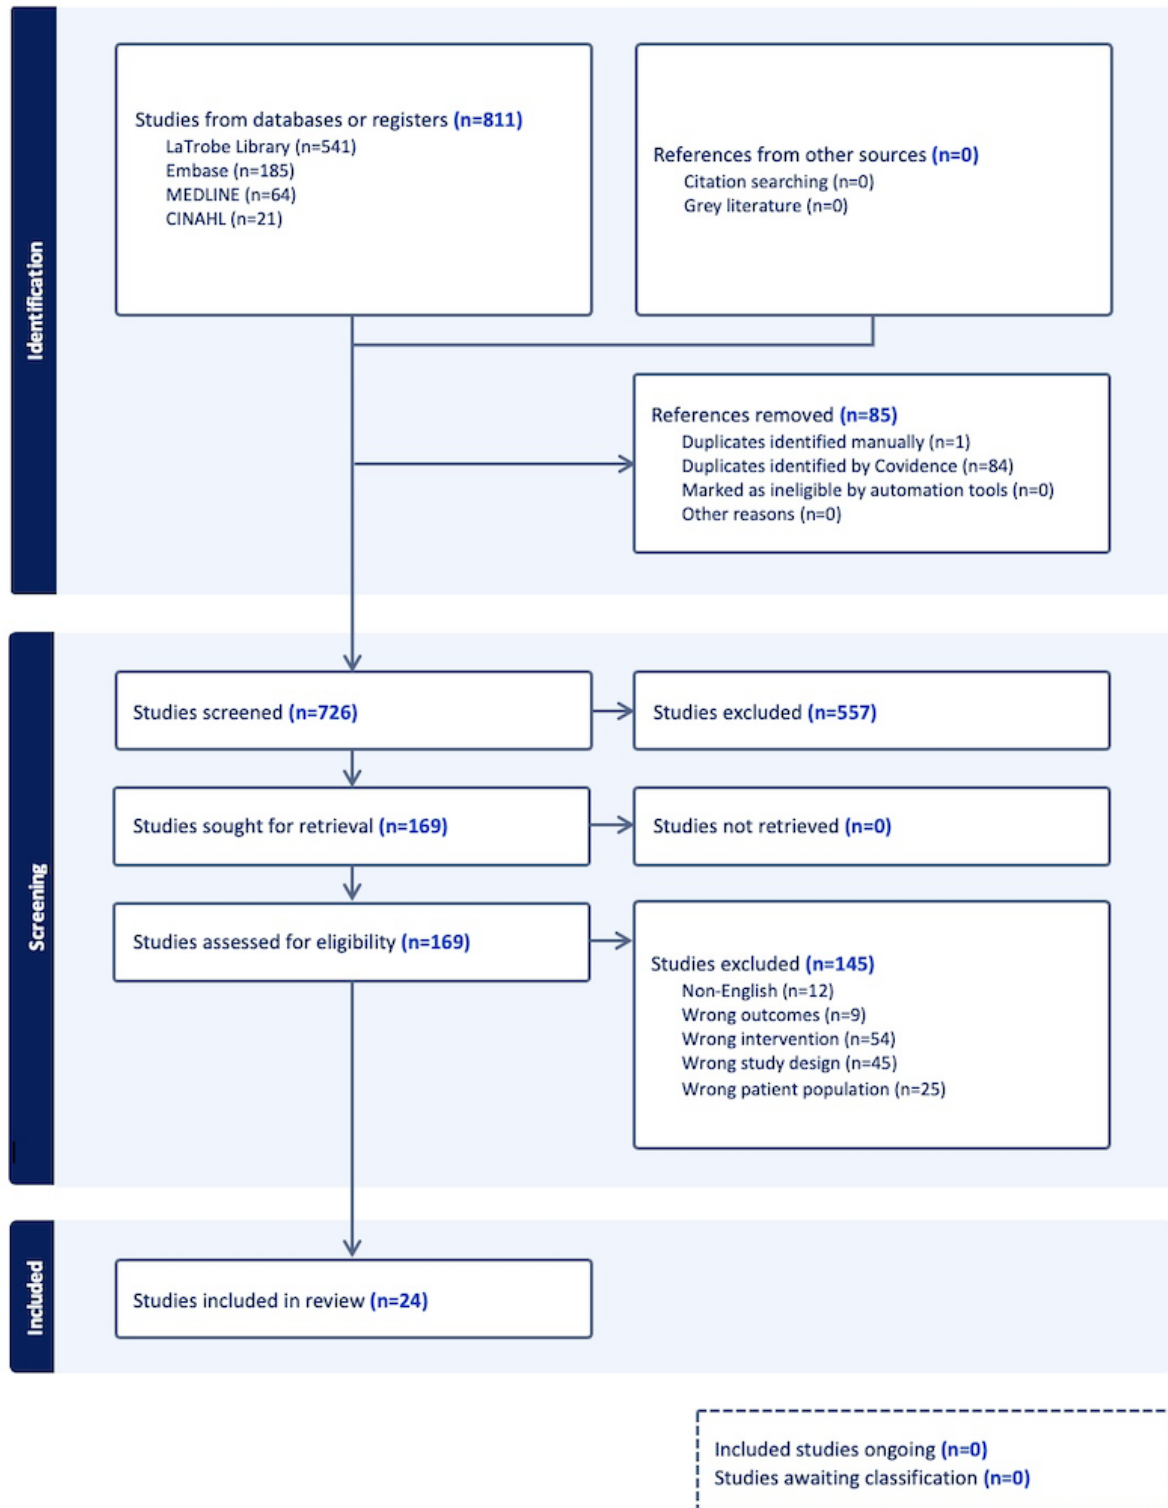 Identification
Studies from databases or registers (n=811)
LaTrobe Library (n=541)
Embase (n=185)
MEDLINE (n=64)
CINAHL (n=21)
References from other sources (n=0)
Citation searching (n=0)
Grey literature (n=0)
References removed (n=85)
Duplicates identified manually (n=1)
Duplicates identified by Covidence (n=84)
Marked as ineligible by automation tools (n=0)
Other reasons (n=0)
Screening
Studies screened (n=726)
Studies excluded (n=557)
Studies sought for retrieval (n=169)
Studies not retrieved (n=0)
Studies assessed for eligibility (n=169)
Studies excluded (n=145)
Non-English (n=12)
Wrong outcomes (n=9)
Wrong intervention (n=54)
Wrong study design (n=45)
Wrong patient population (n=25)
Included
Studies included in review (n=24)
Included studies ongoing (n=0)
Studies awaiting classification (n=0)